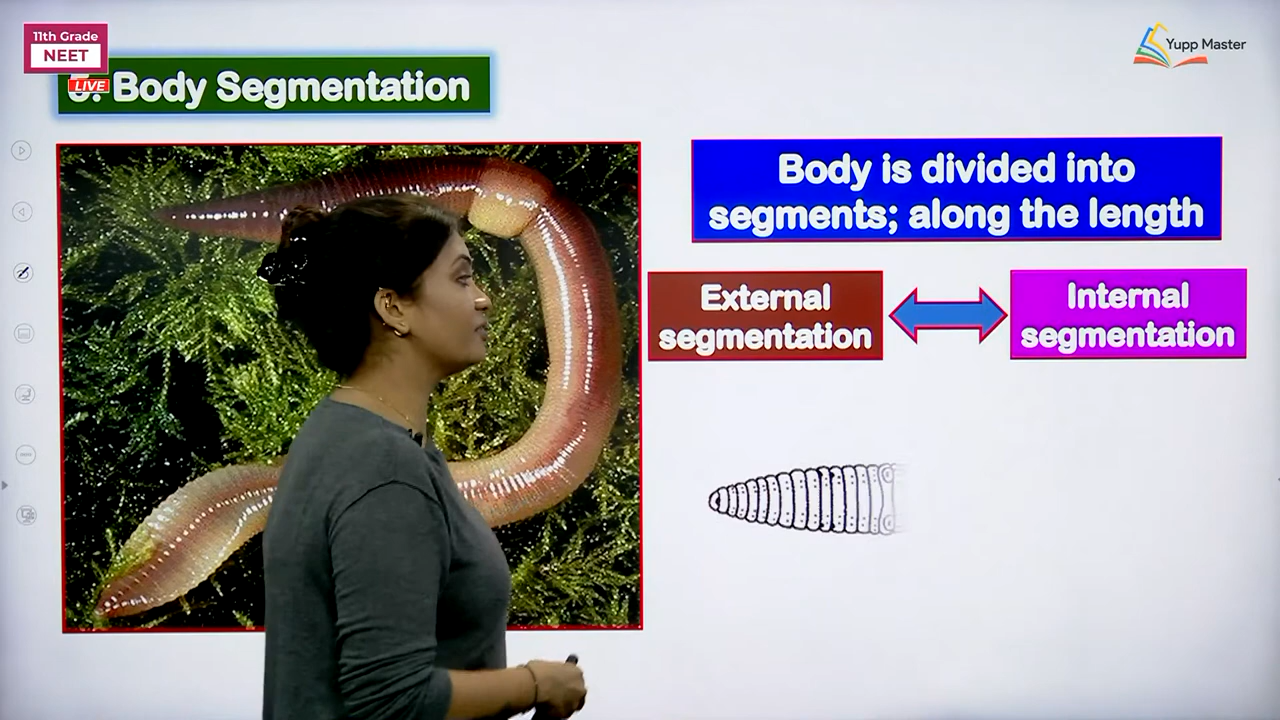 11th Grade
NEET
LIVE
Body Segmentation
Yupp Master
Body is divided into
segments; along the length
External
segmentation
Internal
segmentation